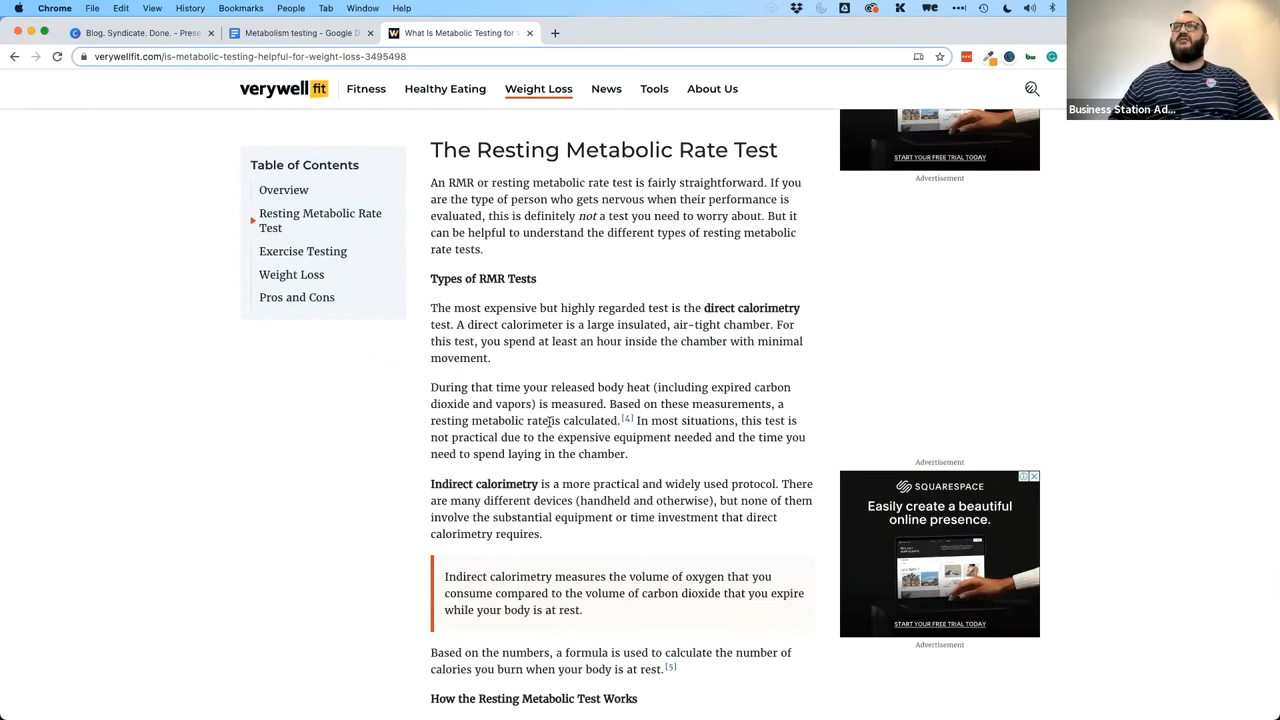 Chrome File Edit View History Bookmarks Profiles Tab Window Help
Blog. Syndicate. Done. - Prese
Metabolism testing - Google D
What Is Metabolic Testing for
verywellfit.com/is-metabolic-testing-helpful-for-weight-loss-3495498
verywell fit
Fitness
Healthy Eating
Weight Loss
News
Tools
About Us
Business Station Ad...
Table of Contents
Overview
Resting Metabolic Rate
Test
Exercise Testing
Weight Loss
Pros and Cons
The Resting Metabolic Rate Test
An RMR or resting metabolic rate test is fairly straightforward. If you
are the type of person who gets nervous when their performance is
evaluated, this is definitely not a test you need to worry about. But it
can be helpful to understand the different types of resting metabolic
rate tests.
Types of RMR Tests
The most expensive but highly regarded test is the direct calorimetry
test. A direct calorimeter is a large insulated, air-tight chamber. For
this test, you spend at least an hour inside the chamber with minimal
movement.
During that time your released body heat (including expired carbon
dioxide and vapors) is measured. Based on these measurements, a
resting metabolic rate is calculated.[4] In most situations, this test is
not practical due to the expensive equipment needed and the time you
need to spend laying in the chamber.
Indirect calorimetry is a more practical and widely used protocol. There
are many different devices (handheld and otherwise), but none of them
involve the substantial equipment or time investment that direct
calorimetry requires.
Indirect calorimetry measures the volume of oxygen that you
consume compared to the volume of carbon dioxide that you expire
while your body is at rest.
Based on the numbers, a formula is used to calculate the number of
calories you burn when your body is at rest.[5]
How the Resting Metabolic Test Works
START YOUR FREE TRIAL TODAY
Advertisement
Advertisement
SQUARESPACE
Easily create a beautiful
online presence.
START YOUR FREE TRIAL TODAY
Advertisement